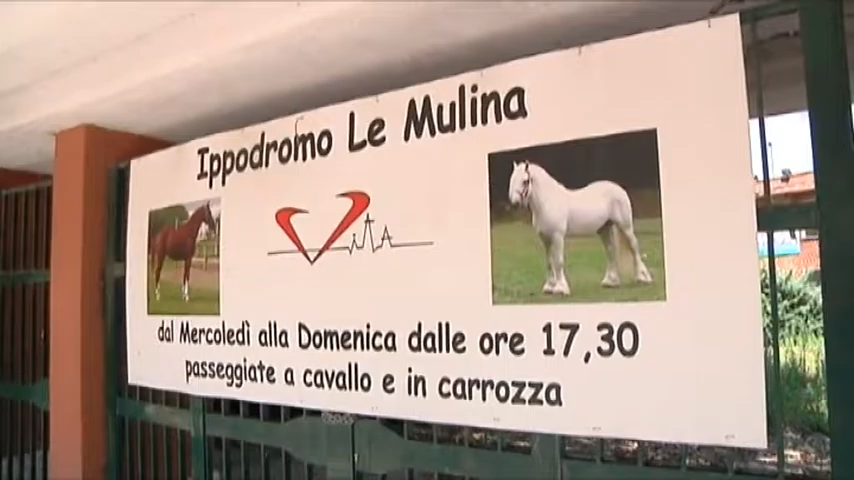 Ippodromo Le Mulina
dal Mercoledì alla Domenica dalle ore 17,30
passeggiate a cavallo e in carrozza